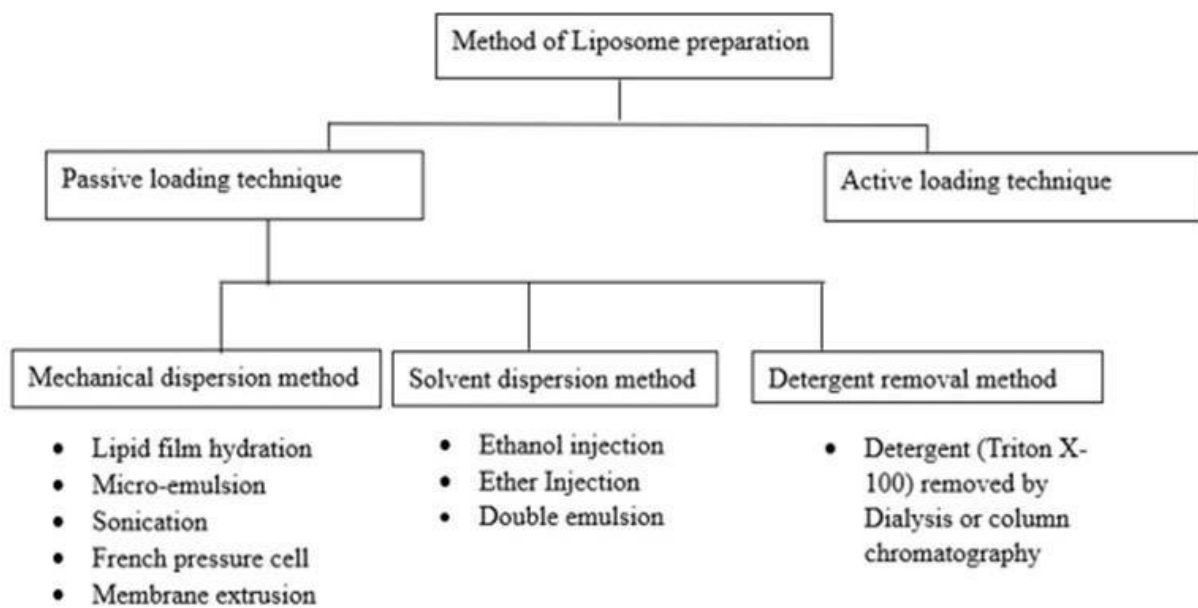 Method of Liposome preparation
Passive loading technique
Active loading technique
Mechanical dispersion method
• Lipid film hydration
• Micro-emulsion
• Sonication
• French pressure cell
• Membrane extrusion
Solvent dispersion method
• Ethanol injection
• Ether Injection
• Double emulsion
Detergent removal method
• Detergent (Triton X-
100) removed by
Dialysis or column
chromatography